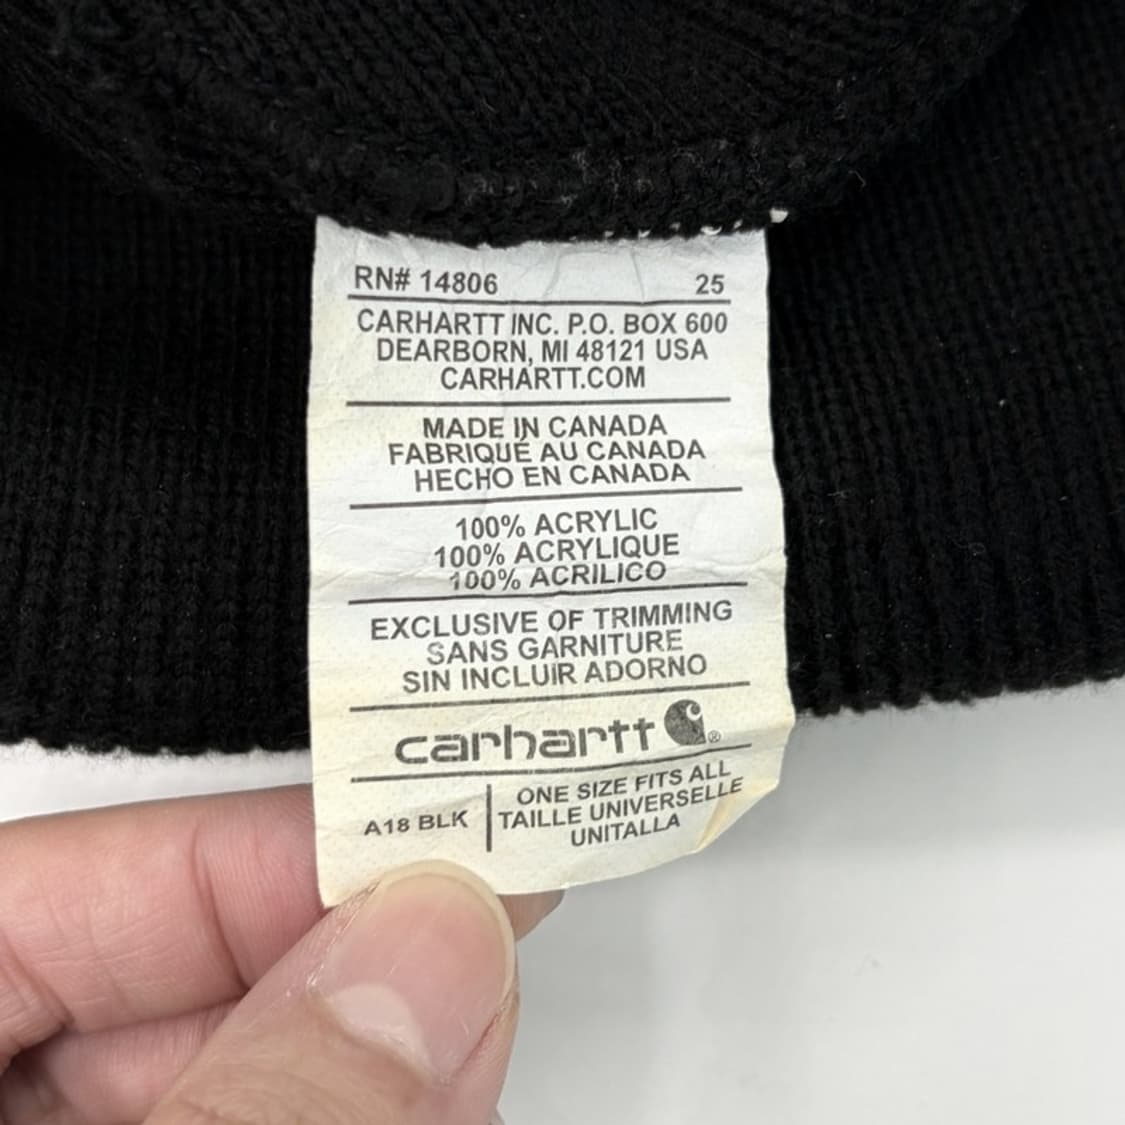 RN# 14806 25
CARHARTT INC. P.O. BOX 600
DEARBORN, MI 48121 USA
CARHARTT.COM
MADE IN CANADA
FABRIQUÉ AU CANADA
HECHO EN CANADA
100% ACRYLIC
100% ACRYLIQUE
100% ACRILICO
EXCLUSIVE OF TRIMMING
SANS GARNITURE
SIN INCLUIR ADORNO
carhartt ®
A18 BLK
ONE SIZE FITS ALL
TAILLE UNIVERSELLE
UNITALLA